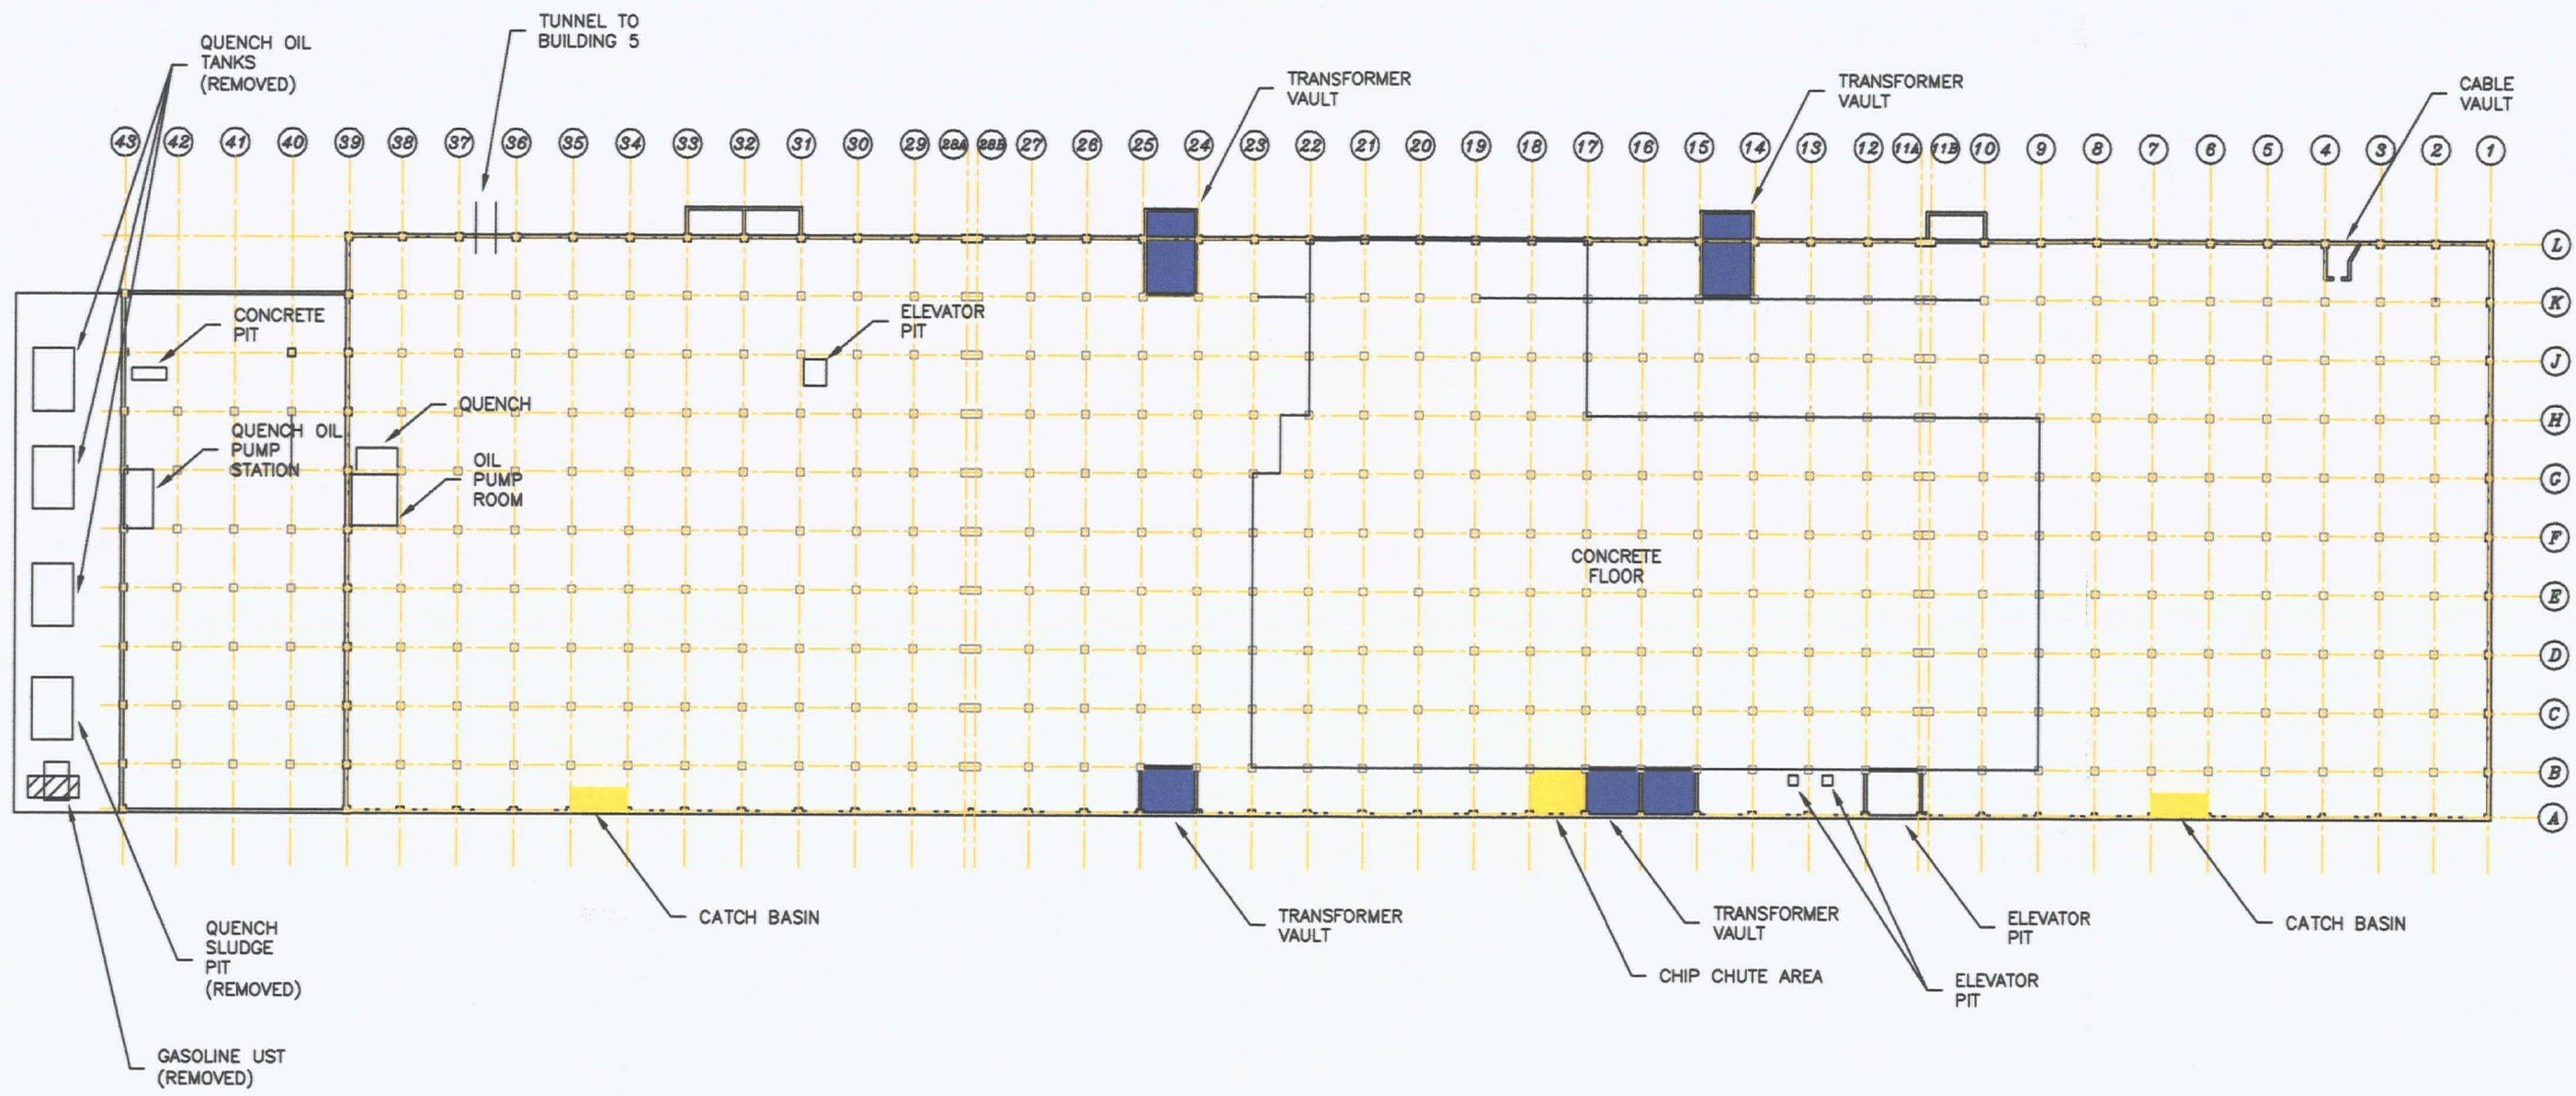 TUNNEL TO
BUILDING 5
QUENCH OIL
TANKS
(REMOVED)
TRANSFORMER
VAULT
TRANSFORMER
VAULT
CABLE
VAULT
43 42 41 40 39 38 37 36 35 34 33 32 31 30 29 28A 28B 27 26 25 24 23 22 21 20 19 18 17 16 15 14 13 12 11A 11B 10 9 8 7 6 5 4 3 2 1
L
K
J
H
G
F
E
D
C
B
A
CONCRETE
PIT
ELEVATOR
PIT
QUENCH
QUENCH OIL
PUMP
STATION
OIL
PUMP
ROOM
CONCRETE
FLOOR
CATCH BASIN
TRANSFORMER
VAULT
TRANSFORMER
VAULT
ELEVATOR
PIT
CATCH BASIN
QUENCH
SLUDGE
PIT
(REMOVED)
CHIP CHUTE AREA
ELEVATOR
PIT
GASOLINE UST
(REMOVED)